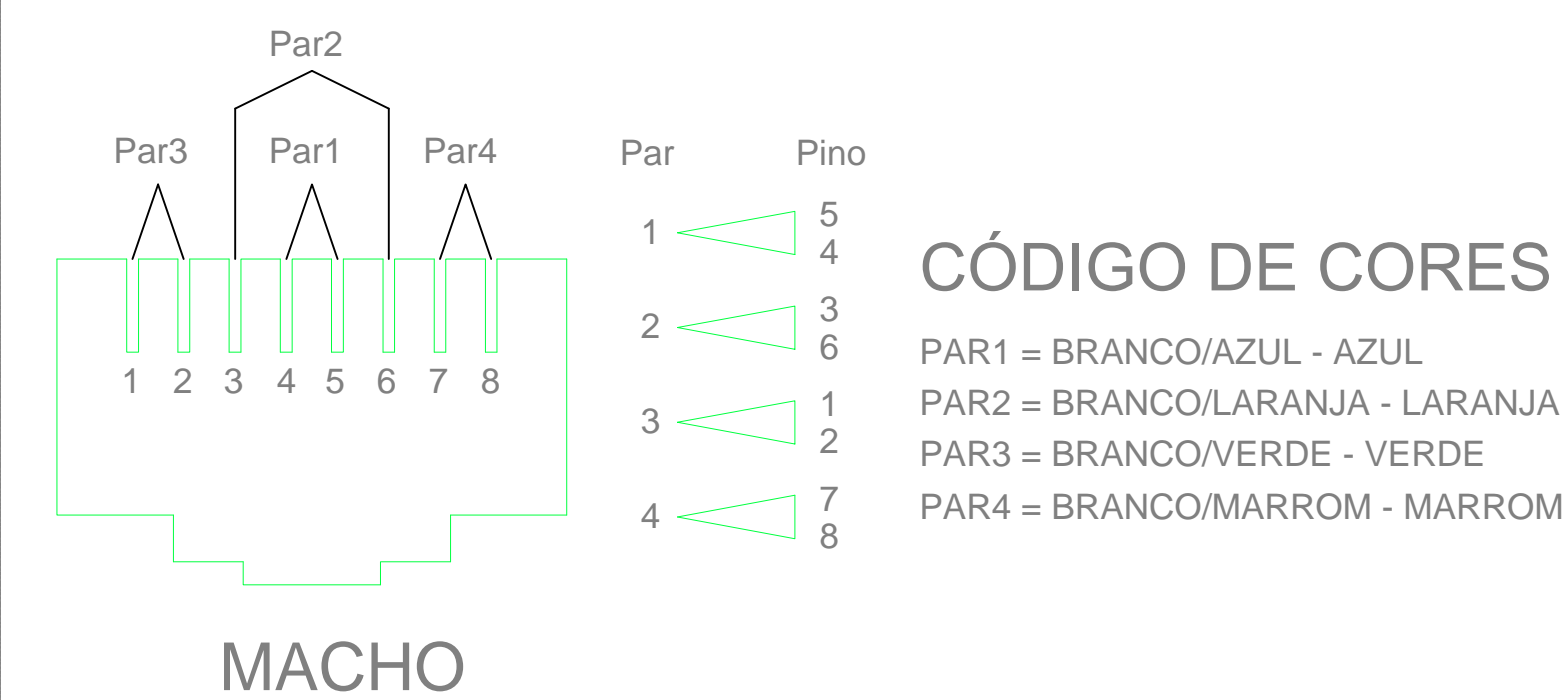 Par2
Par3 Par1 Par4
1 2 3 4 5 6 7 8
MACHO
Par Pino
1 5
4
2 3
6
3 1
2
4 7
8
CÓDIGO DE CORES
PAR1 = BRANCO/AZUL - AZUL
PAR2 = BRANCO/LARANJA - LARANJA
PAR3 = BRANCO/VERDE - VERDE
PAR4 = BRANCO/MARROM - MARROM